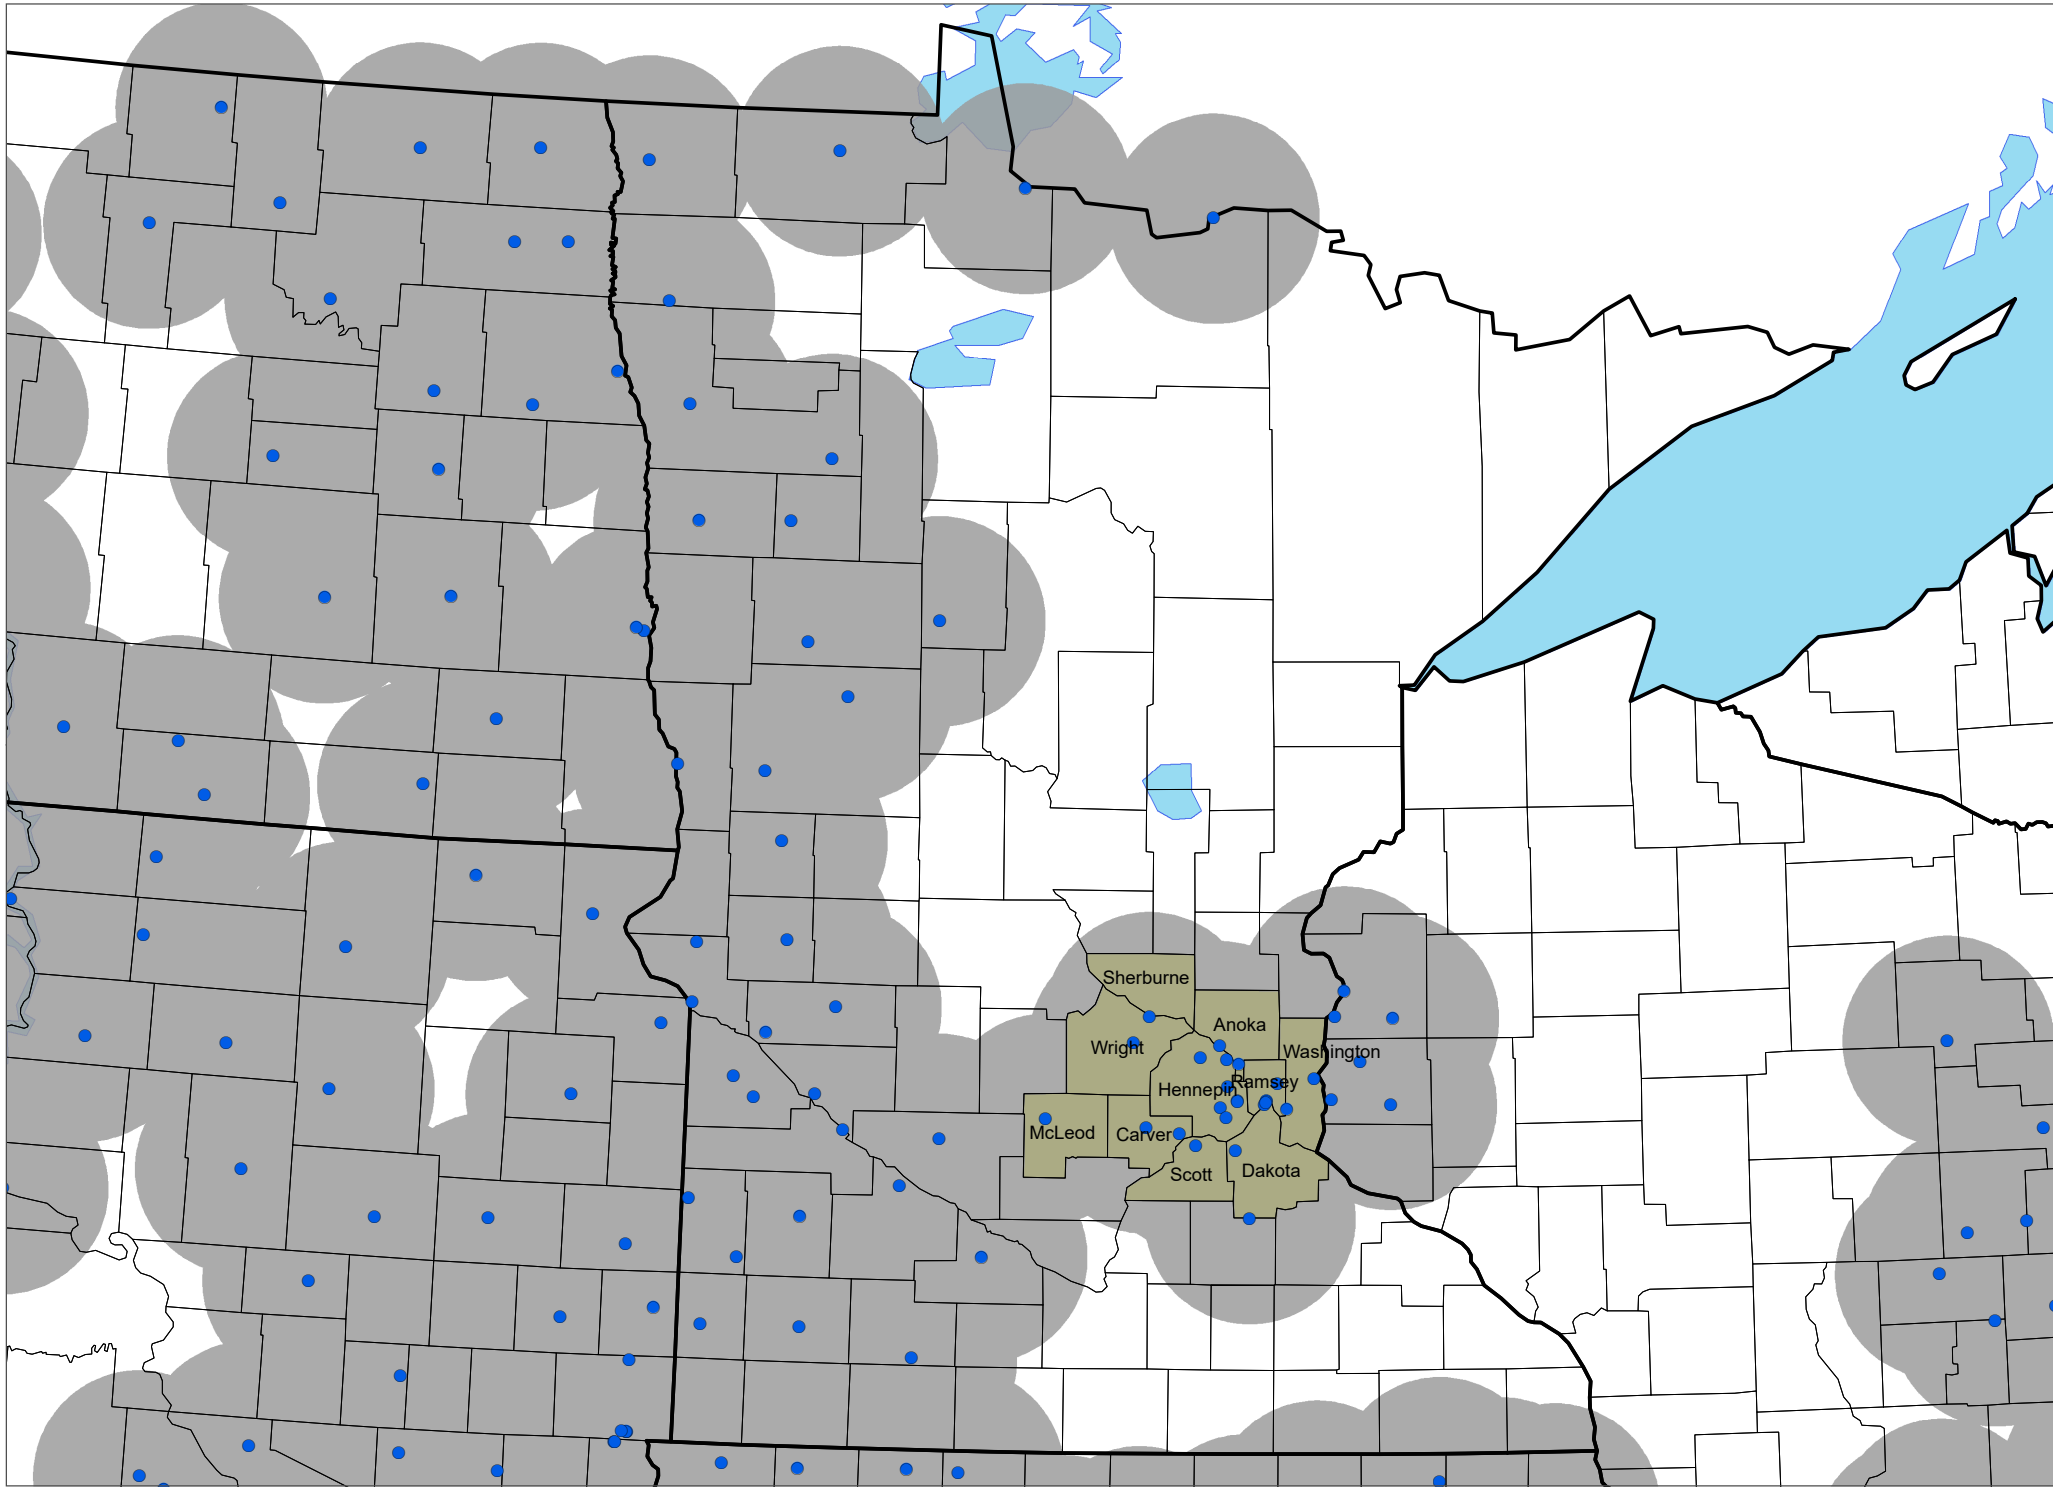 Sherburne
Anoka
Wright
Washington
Ramsey
Hennepin
McLeod
Carver
Scott
Dakota